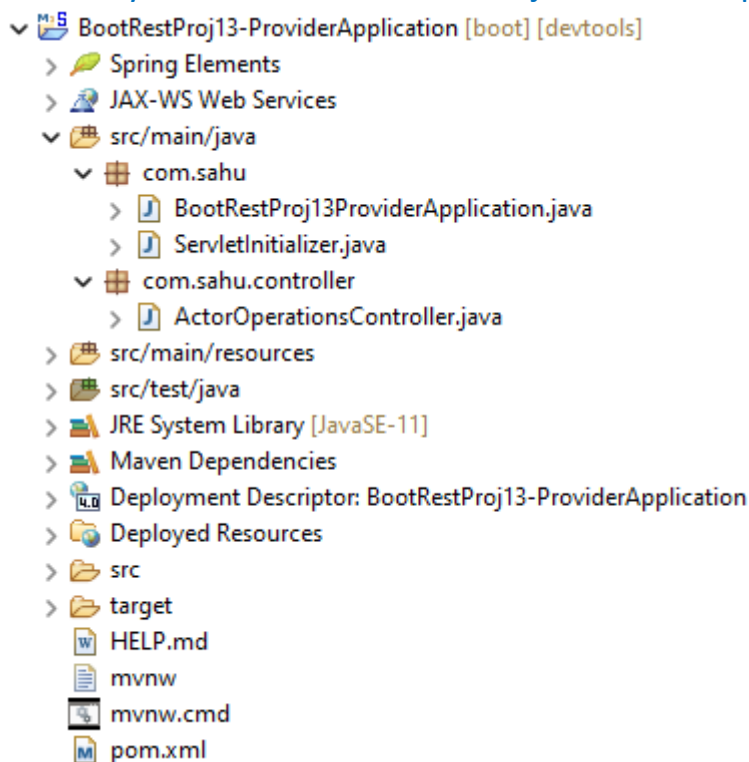 BootRestProj13-ProviderApplication [boot] [devtools]
Spring Elements
JAX-WS Web Services
src/main/java
com.sahu
BootRestProj13ProviderApplication.java
ServletInitializer.java
com.sahu.controller
ActorOperationsController.java
src/main/resources
src/test/java
JRE System Library [JavaSE-11]
Maven Dependencies
Deployment Descriptor: BootRestProj13-ProviderApplication
Deployed Resources
src
target
HELP.md
mvnw
mvnw.cmd
pom.xml